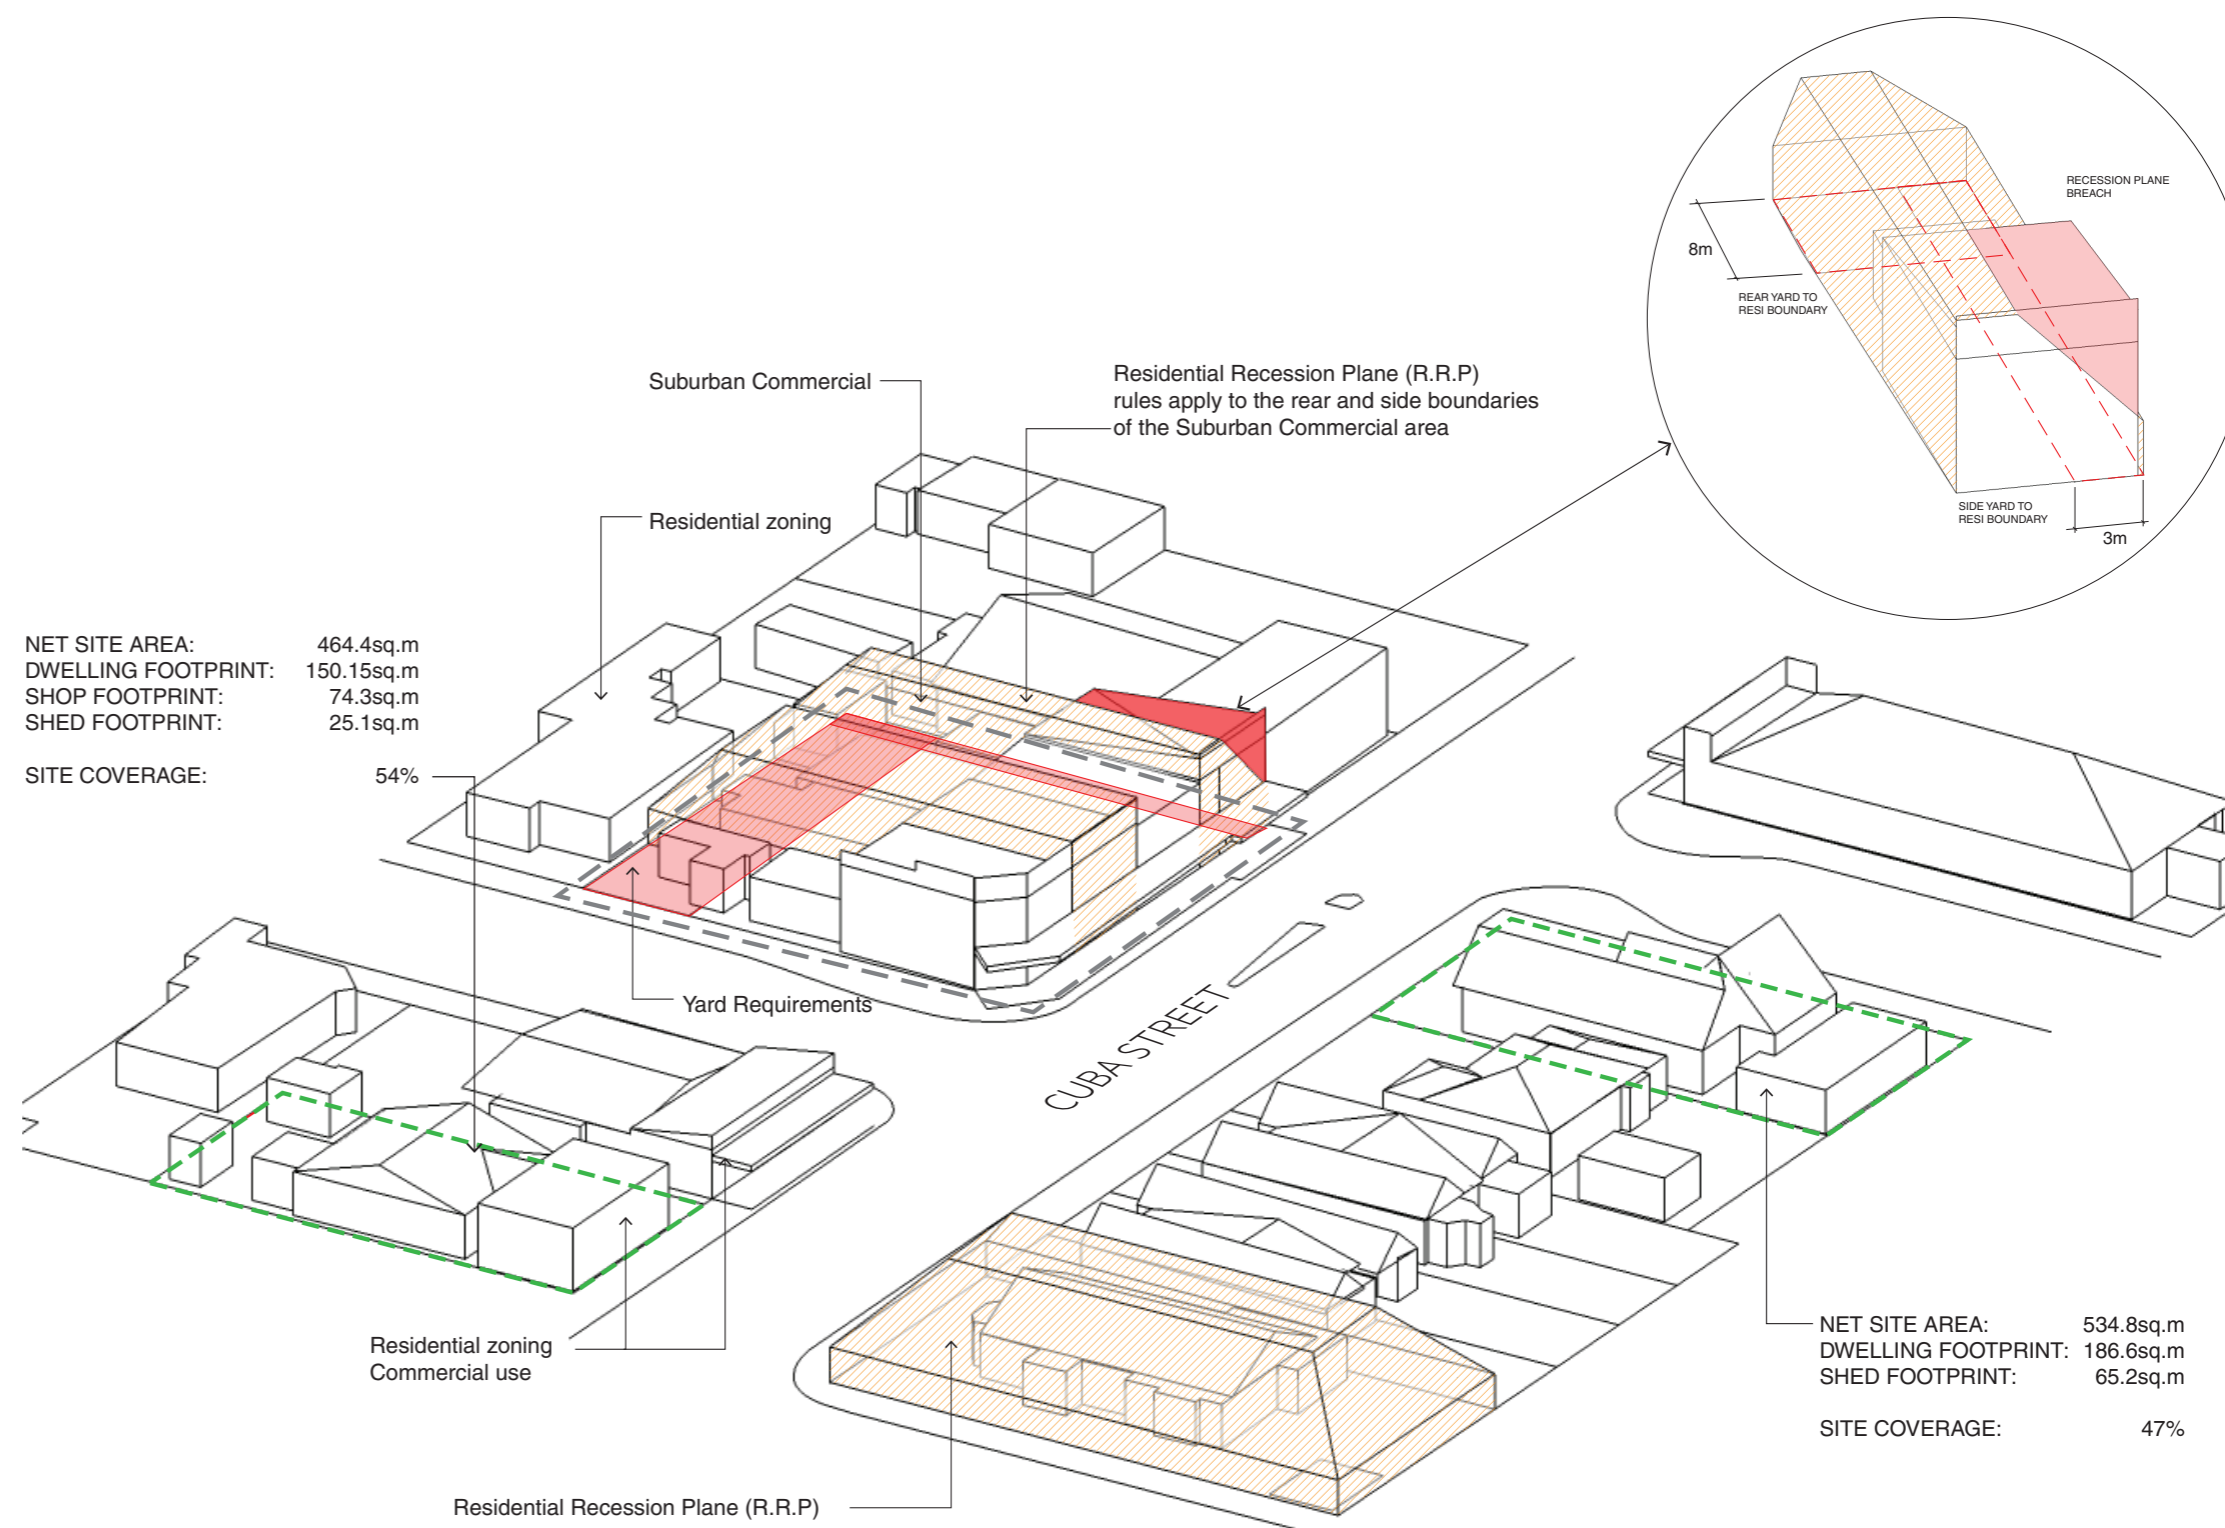 RECESSION PLANE
BREACH
8m
REAR YARD TO
RESI BOUNDARY
SIDE YARD TO
RESI BOUNDARY
3m
Suburban Commercial
Residential Recession Plane (R.R.P)
rules apply to the rear and side boundaries
of the Suburban Commercial area
Residential zoning
NET SITE AREA: 464.4sq.m
DWELLING FOOTPRINT: 150.15sq.m
SHOP FOOTPRINT: 74.3sq.m
SHED FOOTPRINT: 25.1sq.m
SITE COVERAGE: 54%
Yard Requirements
CUBA STREET
Residential zoning
Commercial use
NET SITE AREA: 534.8sq.m
DWELLING FOOTPRINT: 186.6sq.m
SHED FOOTPRINT: 65.2sq.m
SITE COVERAGE: 47%
Residential Recession Plane (R.R.P)